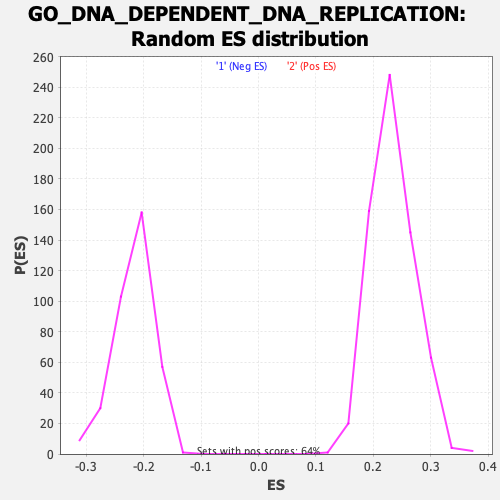 GO_DNA_DEPENDENT_DNA_REPLICATION:
Random ES distribution
'1' (Neg ES) '2' (Pos ES)
260
240
220
200
180
160
140
120
100
80
60
40
20
0
P(ES)
Sets with pos scores: 64%
-0.3 -0.2 -0.1 0.0 0.1 0.2 0.3 0.4
ES